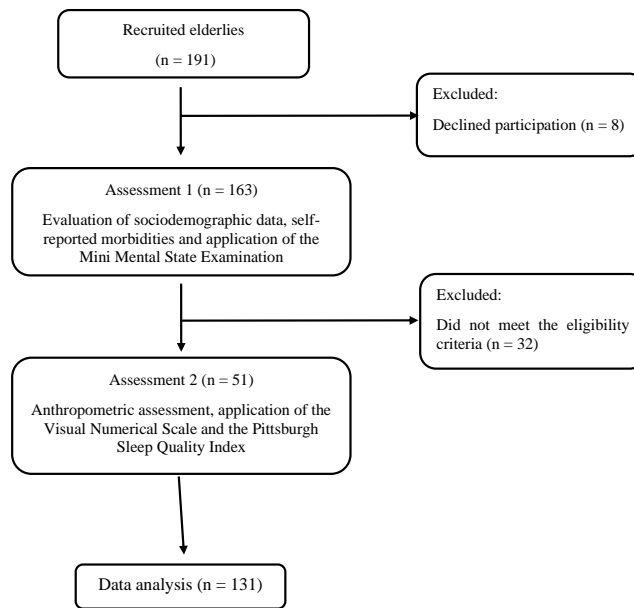 Recruited elderlies
(n = 191)
Excluded:
Declined participation (n = 8)
Assessment 1 (n = 163)
Evaluation of sociodemographic data, self-
reported morbidities and application of the
Mini Mental State Examination
Excluded:
Did not meet the eligibility
criteria (n = 32)
Assessment 2 (n = 51)
Anthropometric assessment, application of the
Visual Numerical Scale and the Pittsburgh
Sleep Quality Index
Data analysis (n = 131)